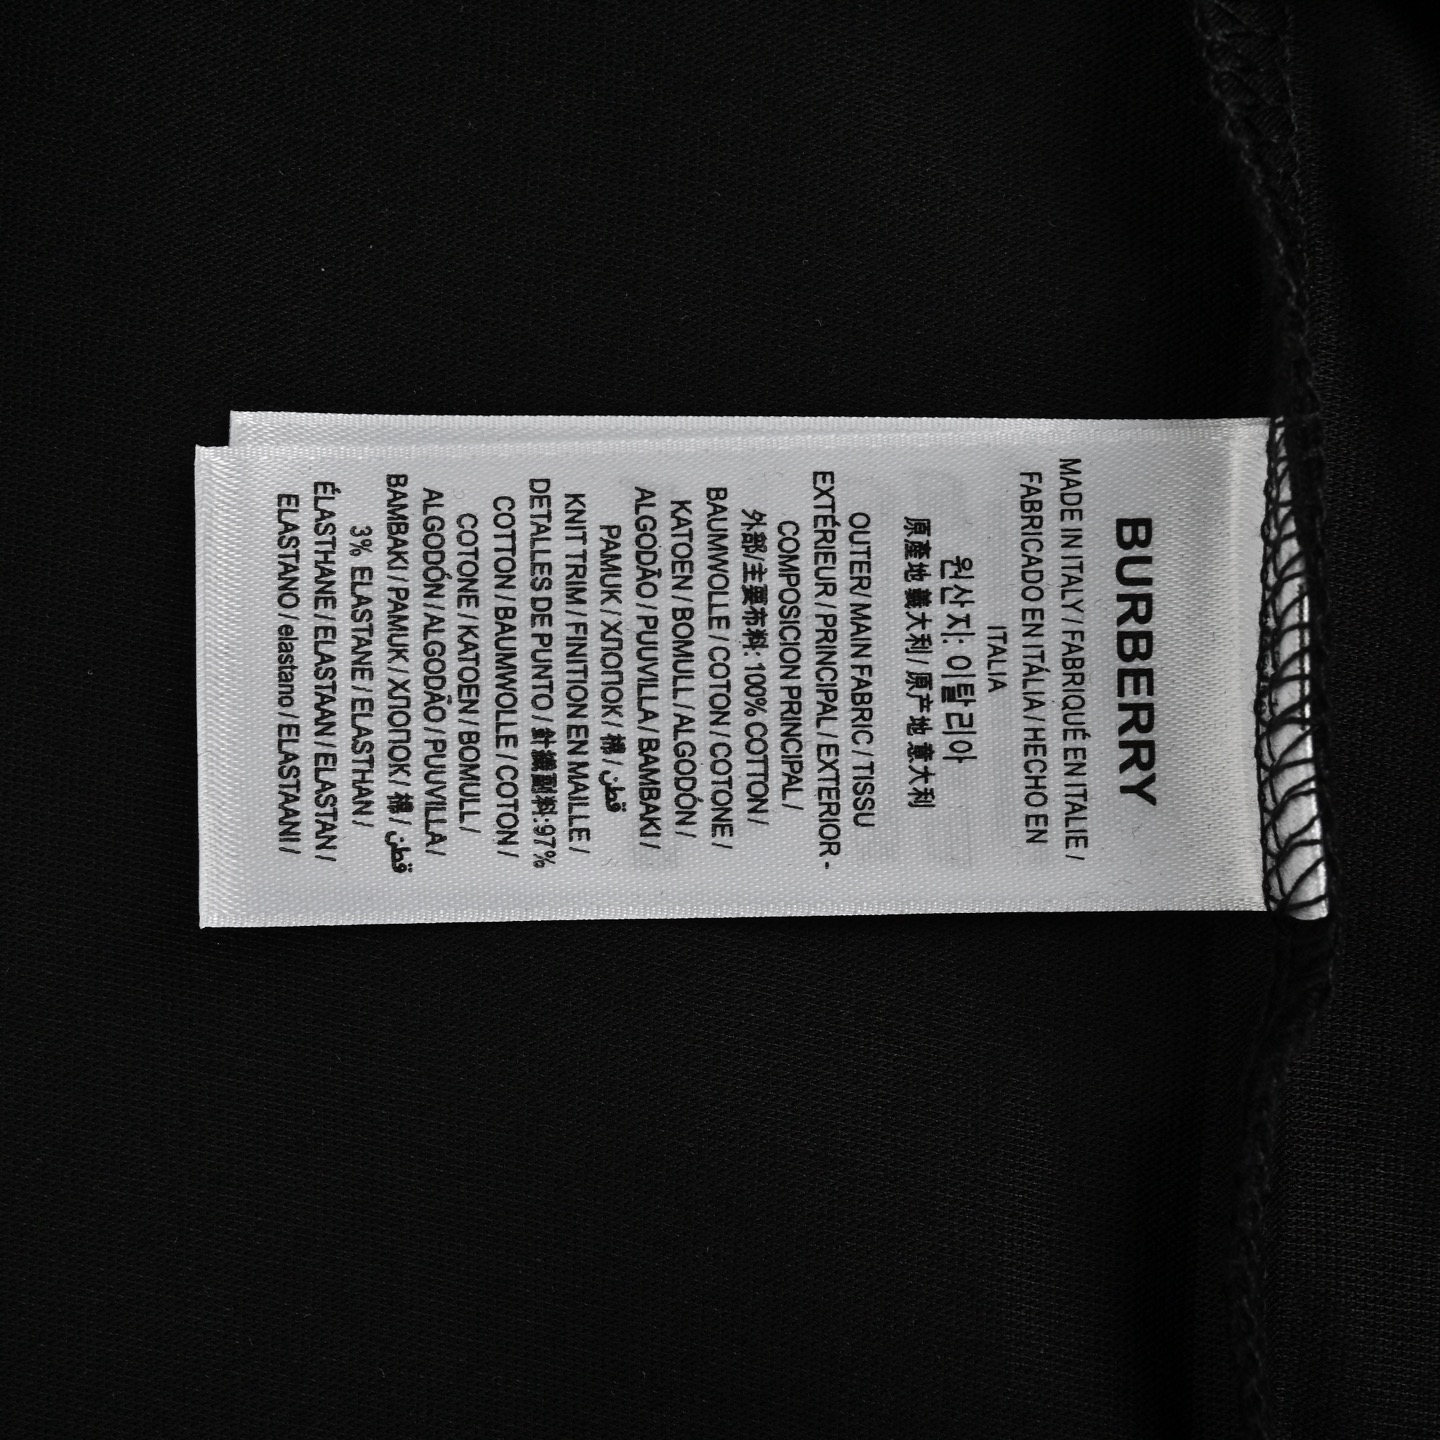 BURBERRY
MADE IN ITALY / FABRIQUÉ EN ITALIE /
FABRICADO EN ITÁLIA / HECHO EN
ITALIA
원산지: 이탈리아
原產地 義大利 / 原产地 意大利
OUTER/ MAIN FABRIC / TISSU
EXTÉRIEUR / PRINCIPAL / EXTERIOR -
COMPOSICION PRINCIPAL /
外部/主要布料: 100% COTTON /
BAUMWOLLE / COTON / COTONE /
KATOEN / BOMULL / ALGODÓN /
ALGODÃO / PUUVILLA / BAMBAKI /
PAMUK / ХΠΟΠΟΚ / 棉 / قطن
KNIT TRIM / FINITION EN MAILLE /
DETALLES DE PUNTO / 針織副料:97%
COTTON / BAUMWOLLE / COTON /
COTONE / KATOEN / BOMULL /
ALGODÓN / ALGODÃO / PUUVILLA /
BAMBAKI / PAMUK / ХΠΟΠΟΚ / 棉 / قطن
3% ELASTANE / ELASTHAN /
ÉLASTHANE / ELASTAAN / ELASTAN /
ELASTANO / elastano / ELASTAANI /